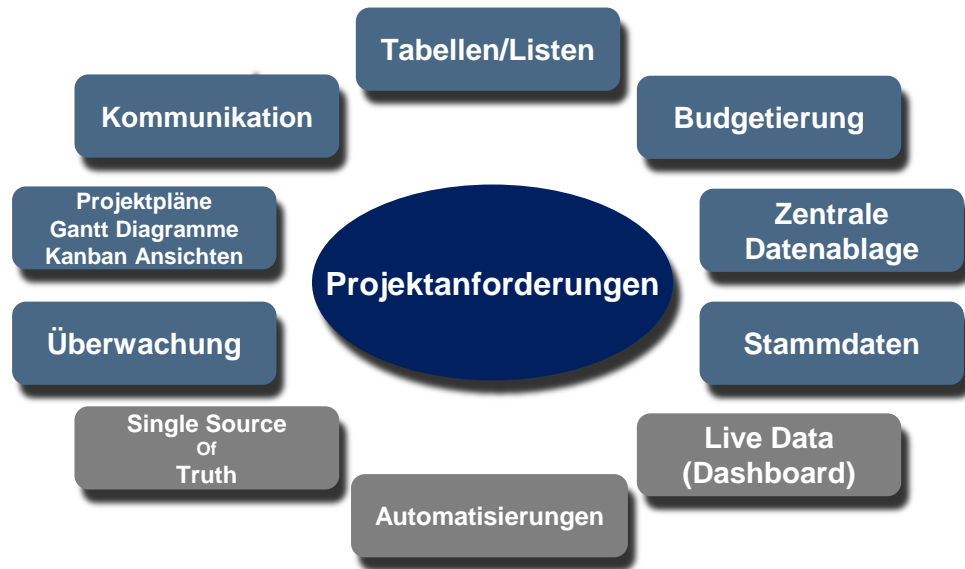 Tabellen/Listen
Kommunikation
Budgetierung
Projektpläne
Gantt Diagramme
Kanban Ansichten
Zentrale
Datenablage
Projektanforderungen
Überwachung
Stammdaten
Single Source
Of
Truth
Live Data
(Dashboard)
Automatisierungen